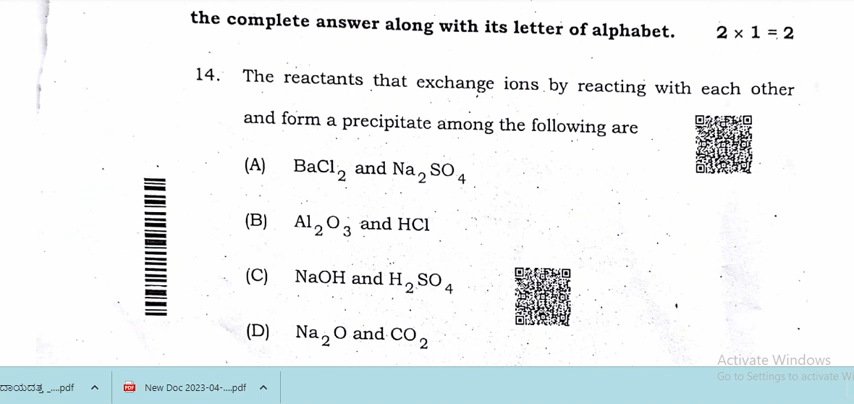 the complete answer along with its letter of alphabet. 2 × 1 = 2
14. The reactants that exchange ions by reacting with each other
and form a precipitate among the following are
(A) BaCl₂ and Na₂SO₄
(B) Al₂O₃ and HCl
(C) NaOH and H₂SO₄
(D) Na₂O and CO₂
Activate Windows
Go to Settings to activate Wi
_....pdf
PDF New Doc 2023-04-....pdf